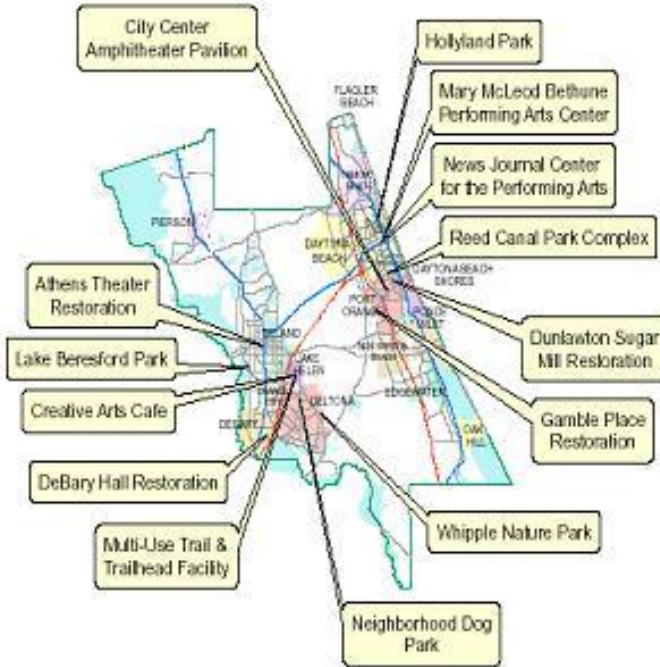 City Center
Amphitheater Pavilion
Hollyland Park
Mary McLeod Bethune
Performing Arts Center
News Journal Center
for the Performing Arts
Reed Canal Park Complex
Dunlawton Sugar
Mill Restoration
Gamble Place
Restoration
Whipple Nature Park
Neighborhood Dog
Park
Multi-Use Trail &
Trailhead Facility
DeBary Hall Restoration
Creative Arts Cafe
Lake Beresford Park
Athens Theater
Restoration
FLAGLER
BEACH
PIERSON
DAYTONA
BEACH
DAYTONA BEACH
SHORES
PORT
ORANGE
DELAND
LAKE
HELEN
DELTONA
DEBARY
EDGEWATER
OAK
HILL